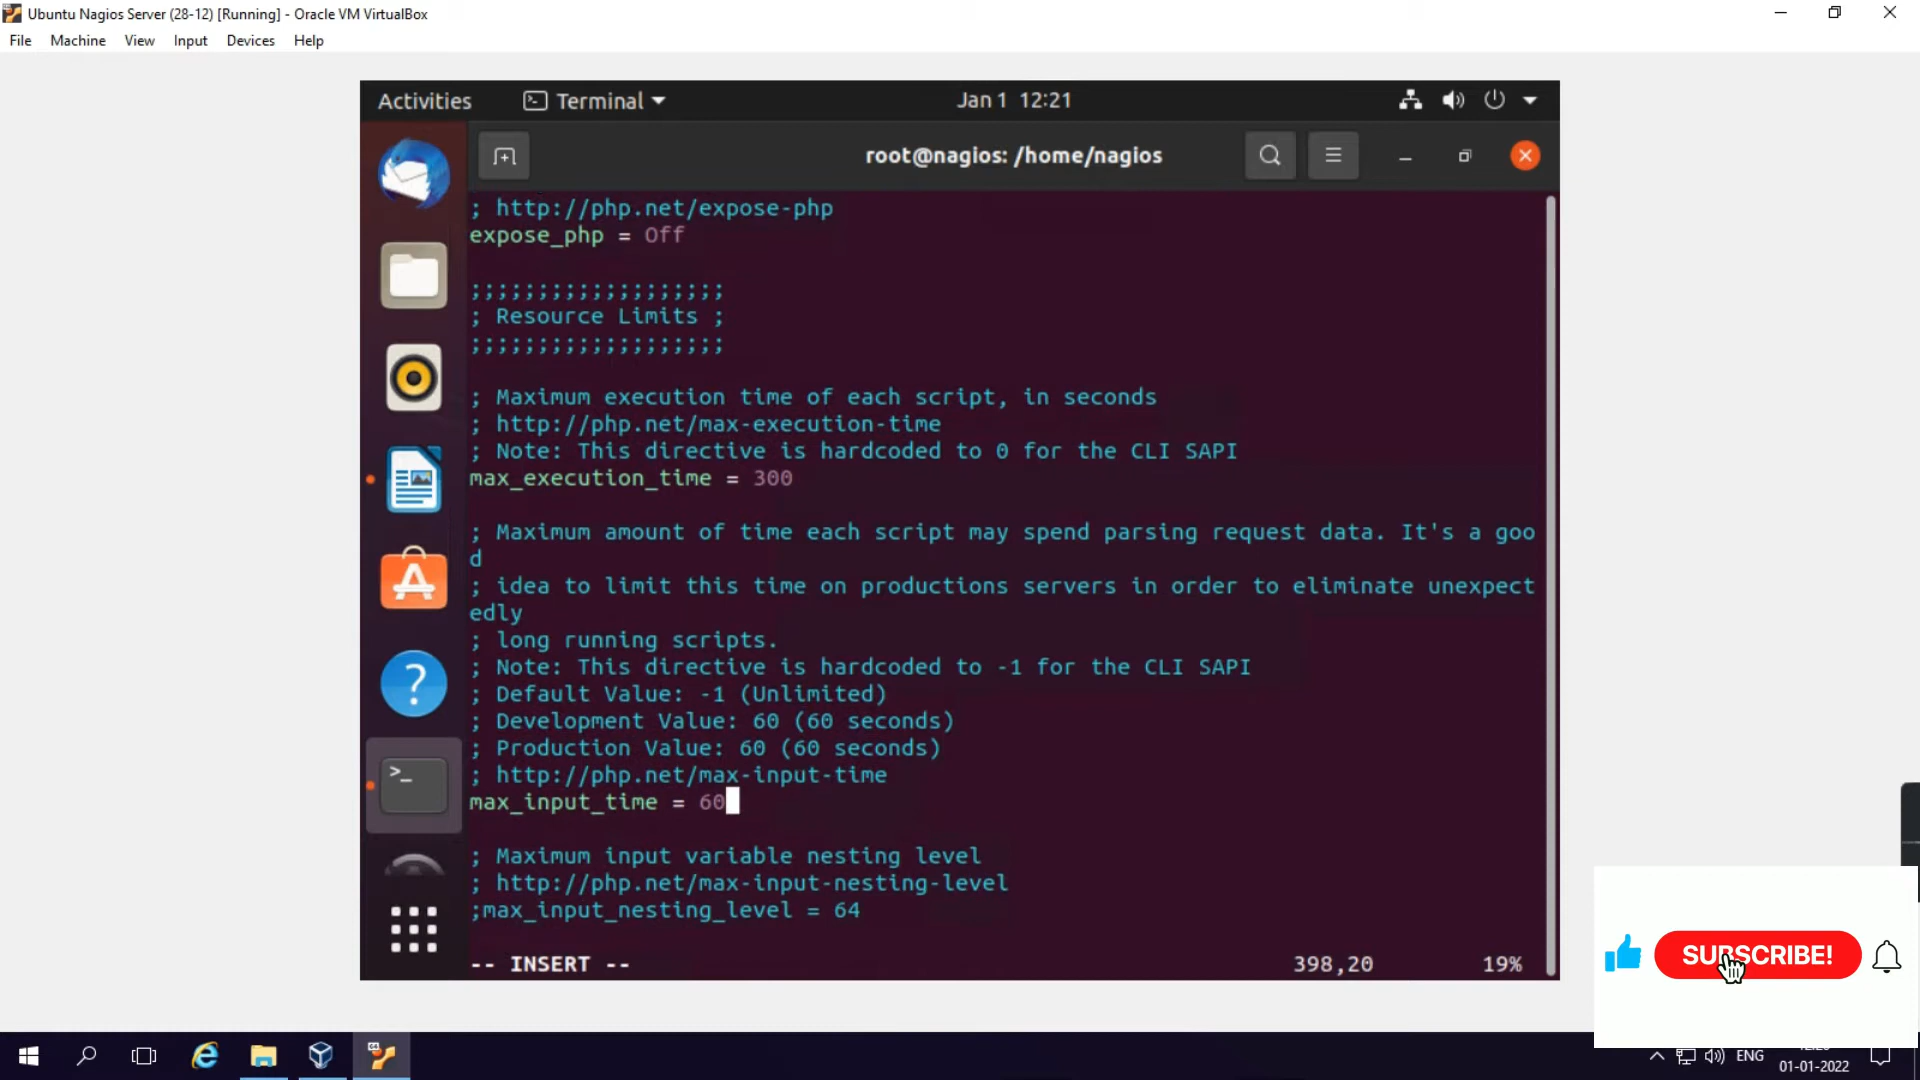 Ubuntu Nagios Server (28-12) [Running] - Oracle VM VirtualBox
File Machine View Input Devices Help
Activities Terminal Jan 1 12:21
root@nagios: /home/nagios
; http://php.net/expose-php
expose_php = Off
;;;;;;;;;;;;;;;;;;;
; Resource Limits ;
;;;;;;;;;;;;;;;;;;;
; Maximum execution time of each script, in seconds
; http://php.net/max-execution-time
; Note: This directive is hardcoded to 0 for the CLI SAPI
max_execution_time = 300
; Maximum amount of time each script may spend parsing request data. It's a goo
d
; idea to limit this time on productions servers in order to eliminate unexpect
edly
; long running scripts.
; Note: This directive is hardcoded to -1 for the CLI SAPI
; Default Value: -1 (Unlimited)
; Development Value: 60 (60 seconds)
; Production Value: 60 (60 seconds)
; http://php.net/max-input-time
max_input_time = 60
; Maximum input variable nesting level
; http://php.net/max-input-nesting-level
;max_input_nesting_level = 64
-- INSERT -- 398,20 19%
SUBSCRIBE!
ENG
01-01-2022